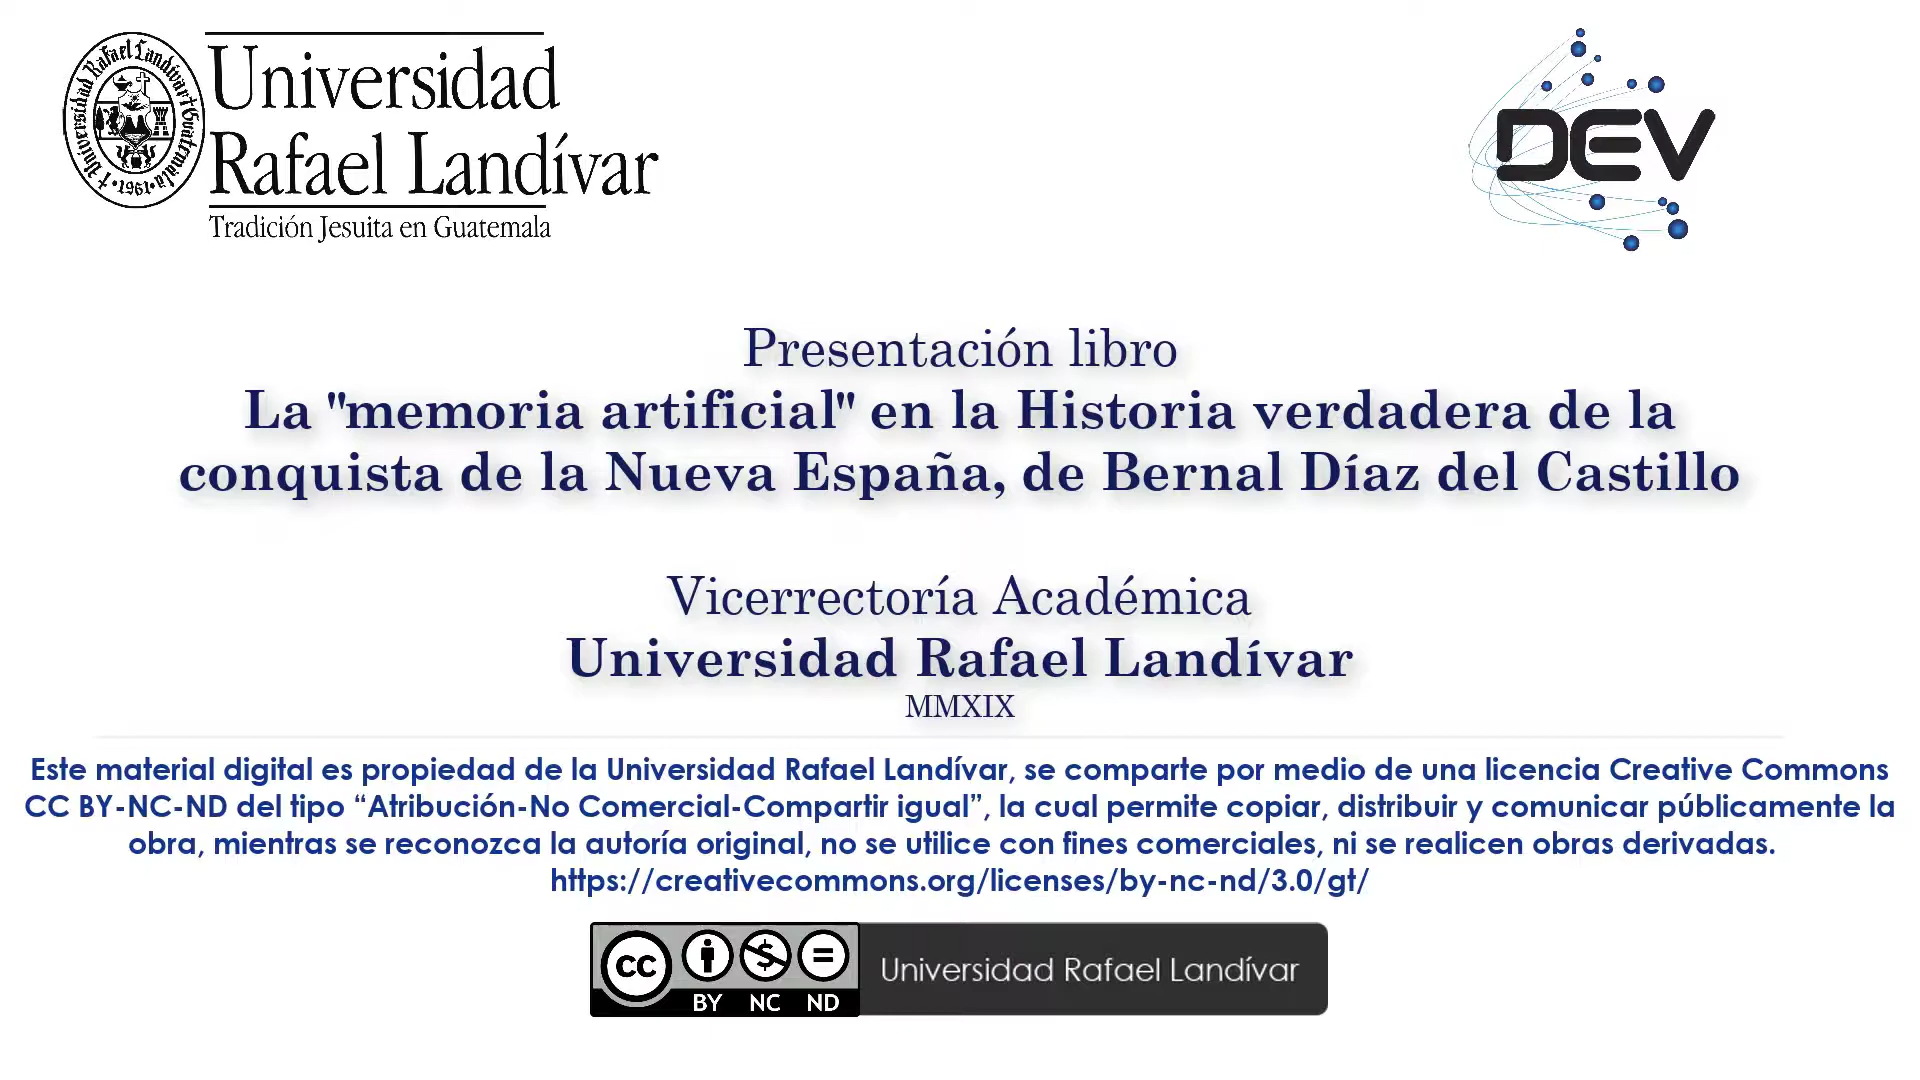 Universidad Rafael Landívar Guatemala
1961
Universidad
Rafael Landívar
Tradición Jesuita en Guatemala
DEV
Presentación libro
La "memoria artificial" en la Historia verdadera de la
conquista de la Nueva España, de Bernal Díaz del Castillo
Vicerrectoría Académica
Universidad Rafael Landívar
MMXIX
Este material digital es propiedad de la Universidad Rafael Landívar, se comparte por medio de una licencia Creative Commons
CC BY-NC-ND del tipo “Atribución-No Comercial-Compartir igual”, la cual permite copiar, distribuir y comunicar públicamente la
obra, mientras se reconozca la autoría original, no se utilice con fines comerciales, ni se realicen obras derivadas.
https://creativecommons.org/licenses/by-nc-nd/3.0/gt/
cc
BY NC ND
Universidad Rafael Landívar